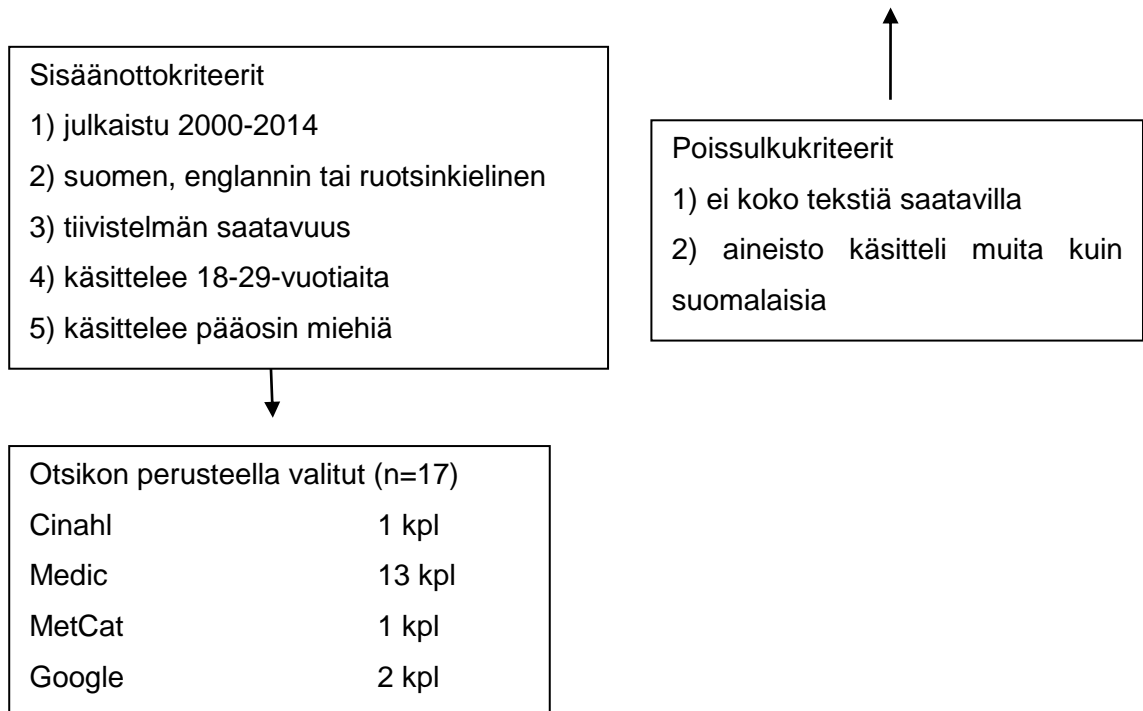 Sisäänottokriteerit
1) julkaistu 2000-2014
2) suomen, englannin tai ruotsinkielinen
3) tiivistelmän saatavuus
4) käsittelee 18-29-vuotiaita
5) käsittelee pääosin miehiä
Poissulkukriteerit
1) ei koko tekstiä saatavilla
2) aineisto käsitteli muita kuin
suomalaisia
Otsikon perusteella valitut (n=17)
Cinahl 1 kpl
Medic 13 kpl
MetCat 1 kpl
Google 2 kpl